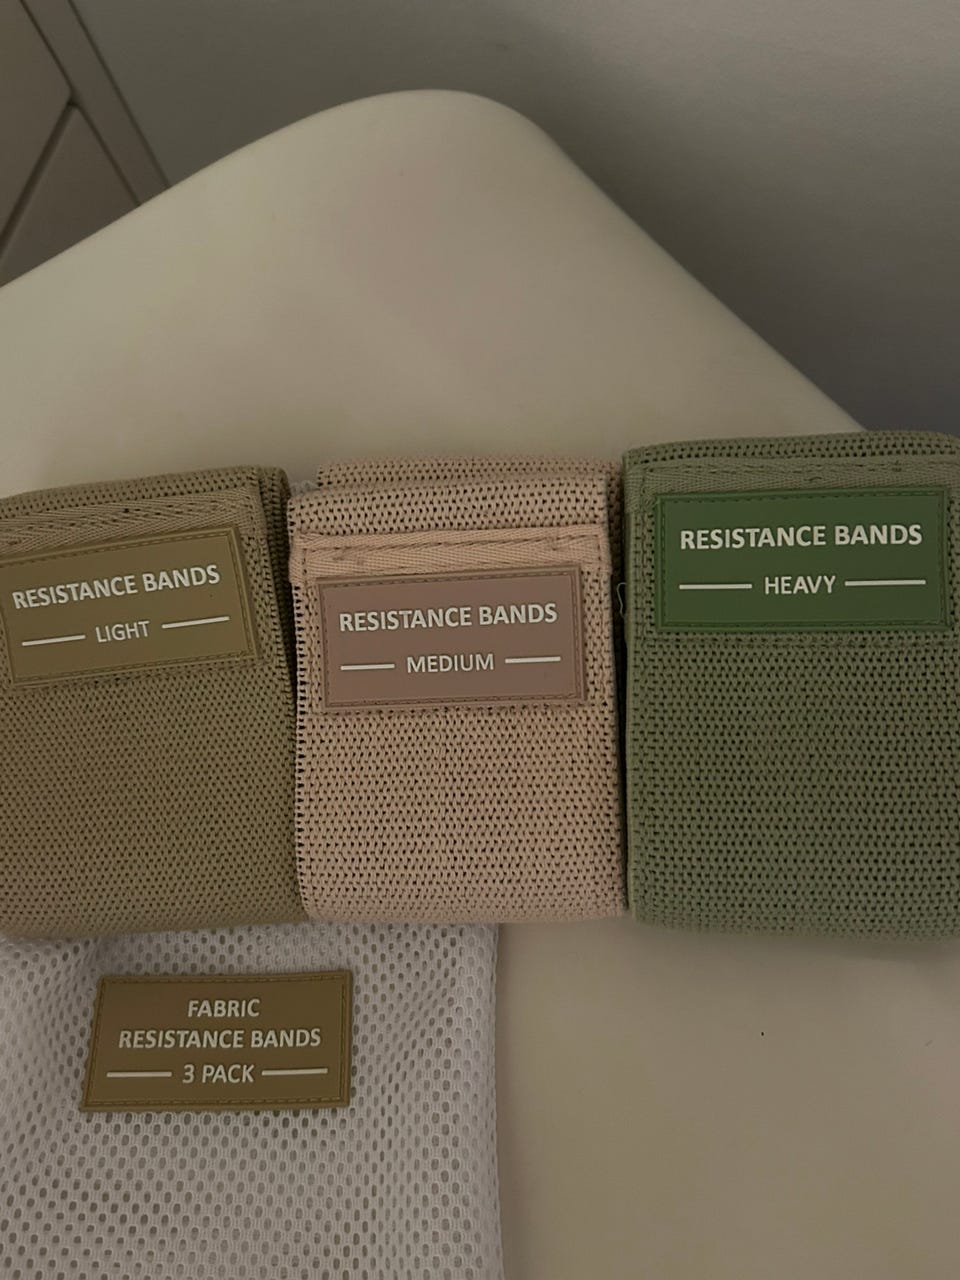 RESISTANCE BANDS
LIGHT
RESISTANCE BANDS
MEDIUM
RESISTANCE BANDS
HEAVY
FABRIC
RESISTANCE BANDS
3 PACK